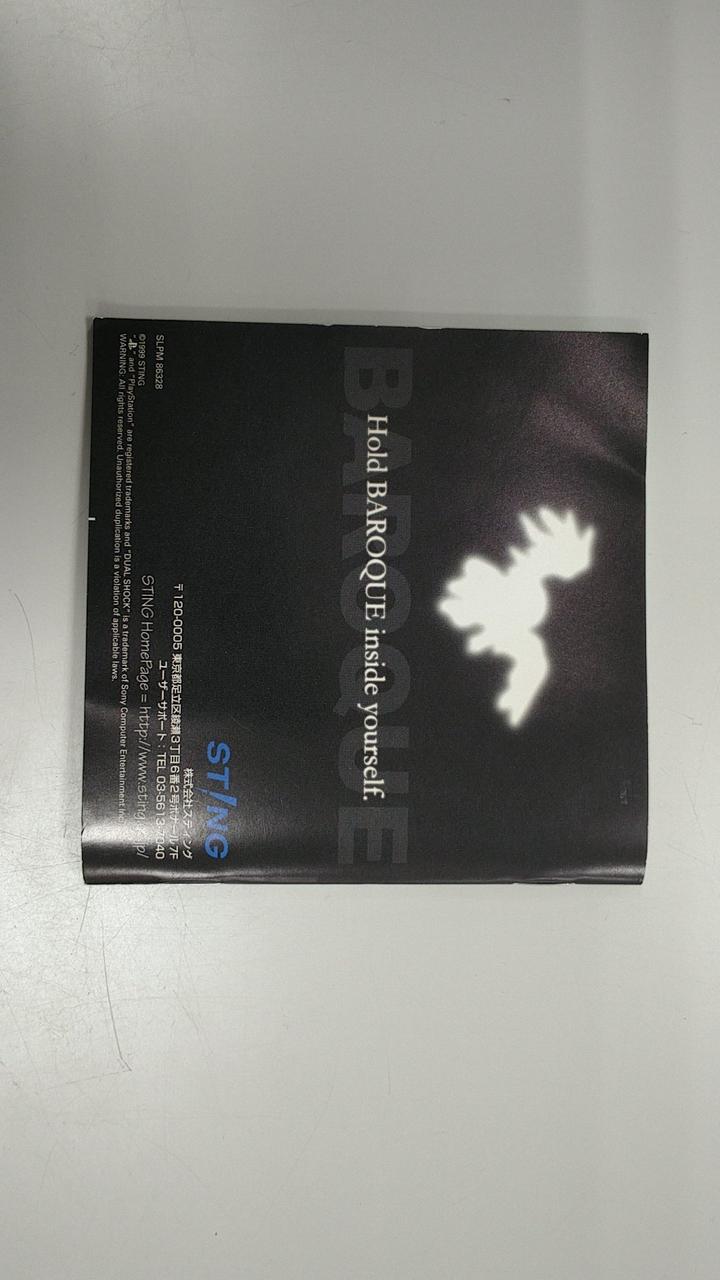 BAROQUE
Hold BAROQUE inside yourself.
STING
株式会社スティング
〒120-0005 東京都足立区綾瀬3丁目6番2号ボナール7F
ユーザーサポート：TEL 03-5613-7040
STING HomePage = http://www.sting.co.jp/
SLPM 86328
©1999 STING
" " and "PlayStation" are registered trademarks and "DUAL SHOCK" is a trademark of Sony Computer Entertainment Inc.
WARNING: All rights reserved. Unauthorized duplication is a violation of applicable laws.